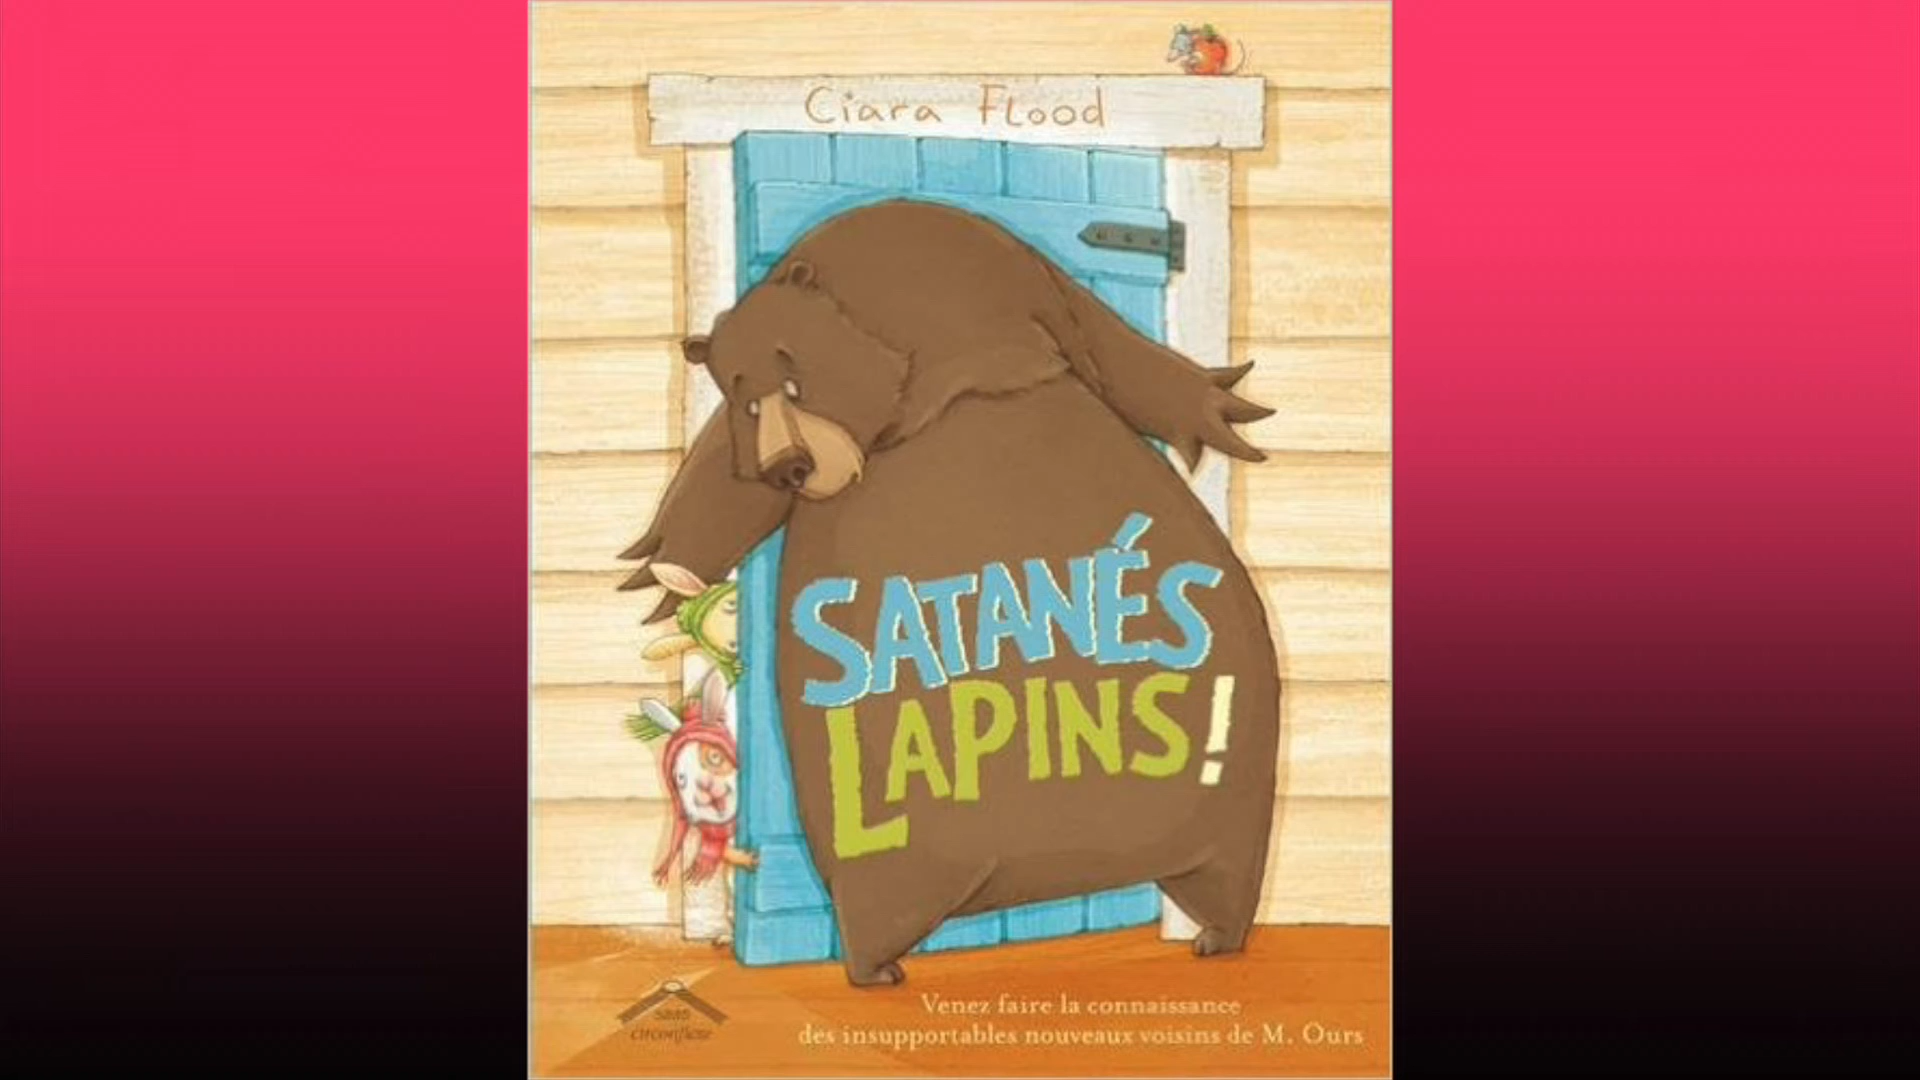 Ciara Flood
SATANÉS
LAPINS!
Venez faire la connaissance
des insupportables nouveaux voisins de M. Ours
sans
circonflexe